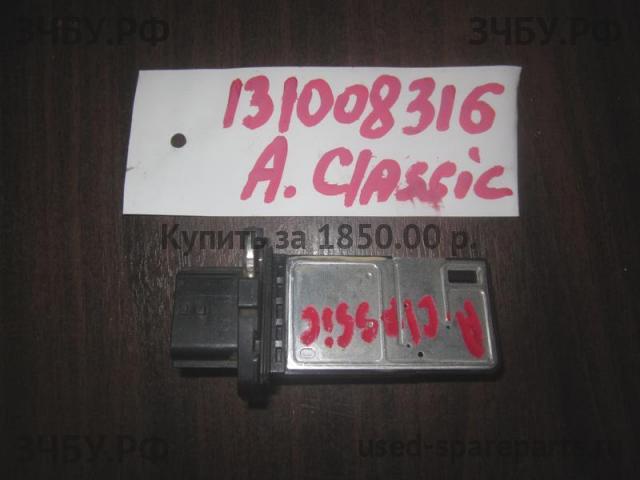 ЗЧБУ.РФ ЗЧБУ.РФ
131008316
A. Classic
Купить за 1850.00 р.
A. Classic
ЗЧБУ.РФ used-spareparts.ru